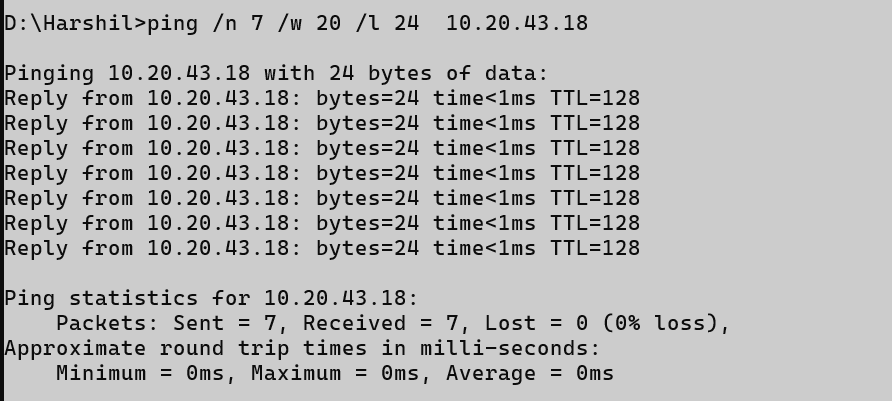 D:\Harshil>ping /n 7 /w 20 /l 24  10.20.43.18
Pinging 10.20.43.18 with 24 bytes of data:
Reply from 10.20.43.18: bytes=24 time<1ms TTL=128
Reply from 10.20.43.18: bytes=24 time<1ms TTL=128
Reply from 10.20.43.18: bytes=24 time<1ms TTL=128
Reply from 10.20.43.18: bytes=24 time<1ms TTL=128
Reply from 10.20.43.18: bytes=24 time<1ms TTL=128
Reply from 10.20.43.18: bytes=24 time<1ms TTL=128
Reply from 10.20.43.18: bytes=24 time<1ms TTL=128
Ping statistics for 10.20.43.18:
    Packets: Sent = 7, Received = 7, Lost = 0 (0% loss),
Approximate round trip times in milli-seconds:
    Minimum = 0ms, Maximum = 0ms, Average = 0ms